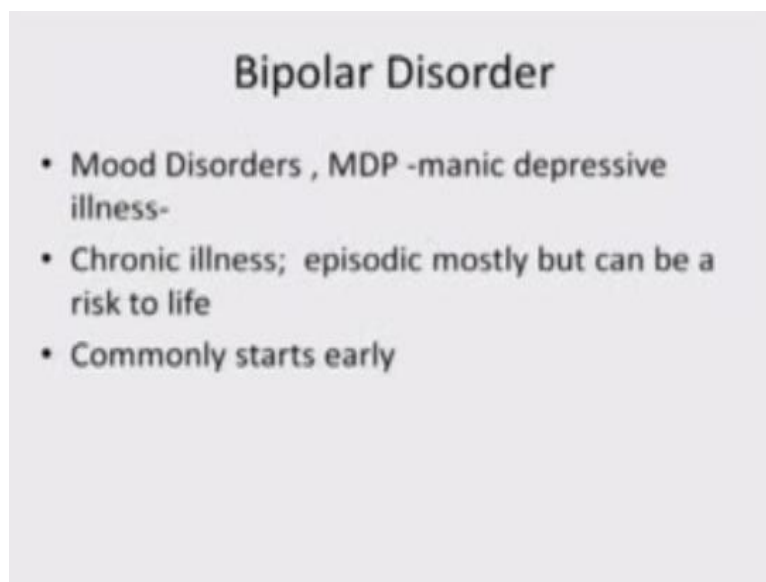 Bipolar Disorder
• Mood Disorders , MDP -manic depressive
illness-
• Chronic illness;  episodic mostly but can be a
risk to life
• Commonly starts early